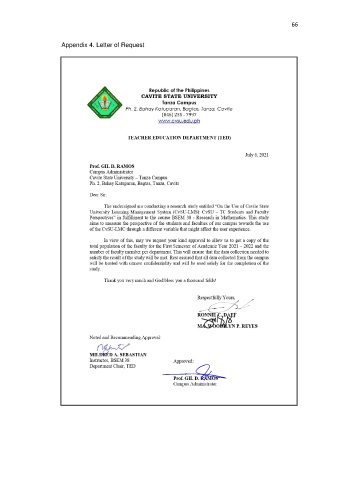 66
Appendix 4. Letter of Request
Republic of the Philippines
CAVITE STATE UNIVERSITY
Tanza Campus
Ph. 2, Bahay Katuparan, Bagtas, Tanza, Cavite
(046) 235 - 7997
www.cvsu.edu.ph
TEACHER EDUCATION DEPARTMENT (TED)
July 6, 2021
Prof. GIL D. RAMOS
Campus Administrator
Cavite State University – Tanza Campus
Ph. 2, Bahay Katuparan, Bagtas, Tanza, Cavite
Dear Sir:
The undersigned are conducting a research study entitled “On the Use of Cavite State
University Learning Management System (CvSU-LMS): CvSU – TC Students and Faculty
Perspectives” in fulfillment to the course BSEM 30 - Research in Mathematics. This study
aims to measure the perspective of the students and faculties of our campus towards the use
of the CvSU-LMC through a different variable that might affect the user experience.
In view of this, may we request your kind approval to allow us to get a copy of the
total population of the faculty for the First Semester of Academic Year 2021 – 2022 and the
number of faculty member per department. This will ensure that the data collection needed to
satisfy the result of the study will be met. Rest assured that all data collected from the campus
will be treated with utmost confidentiality and will be used solely for the completion of the
study.
Thank you very much and God bless you a thousand folds!
Respectfully Yours,
RONNIE C.
MA. WOODELYN P. REYES
Noted and Recommending Approval:
MILDRED A. SEBASTIAN
Instructor, BSEM 30
Department Chair, TED
Approved:
Prof. GIL D. RAMOS
Campus Administrator